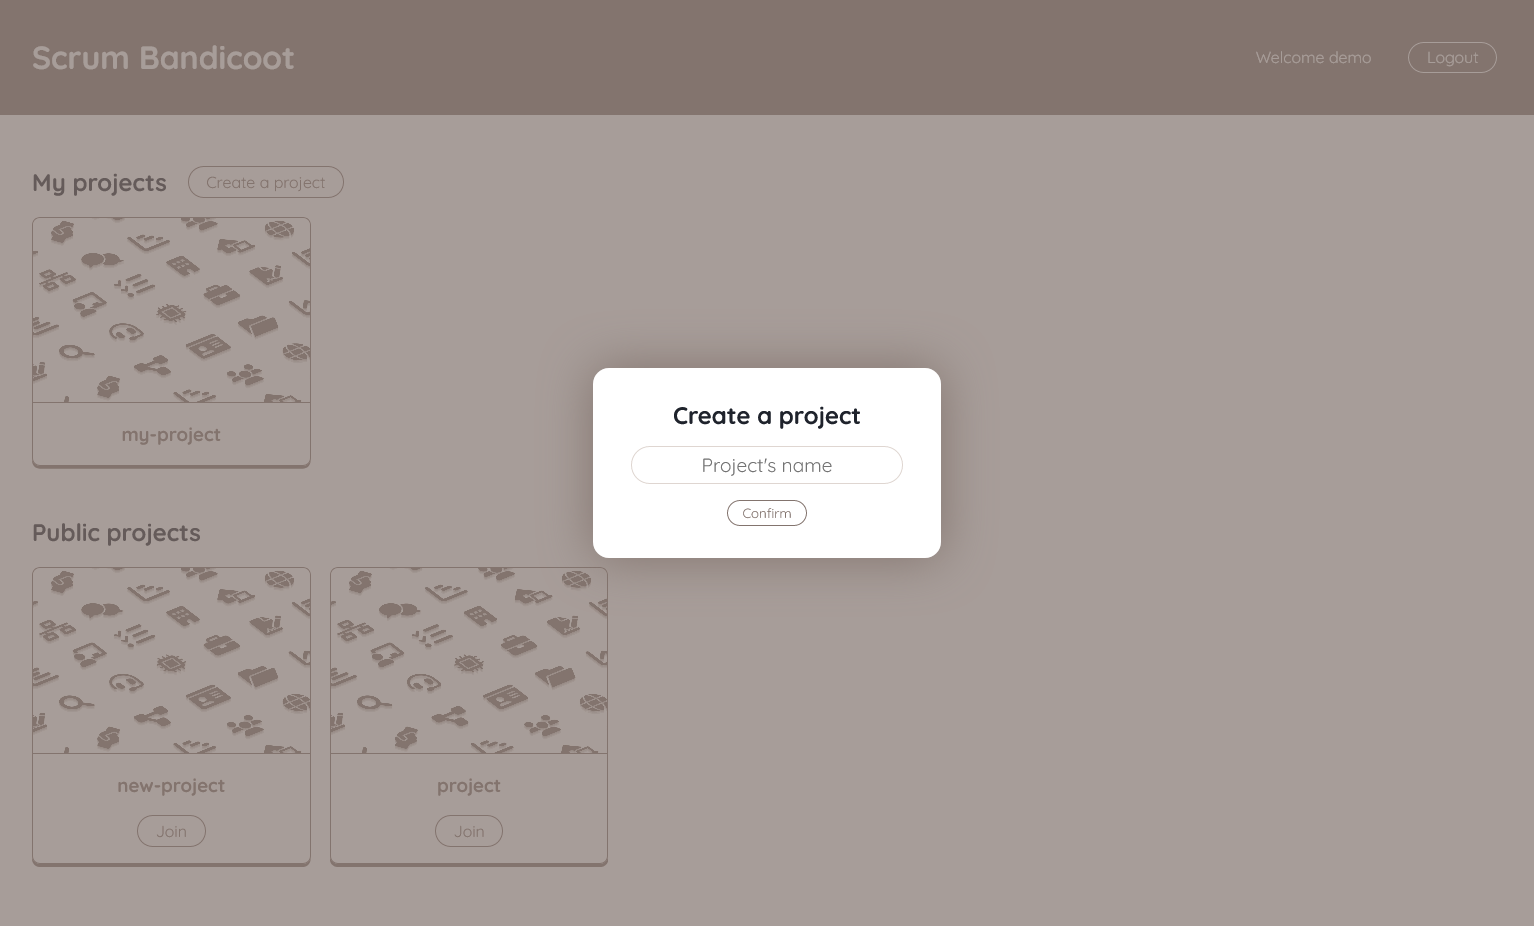 Scrum Bandicoot
Welcome demo
Logout
My projects
Create a project
my-project
Create a project
Project's name
Confirm
Public projects
new-project
Join
project
Join